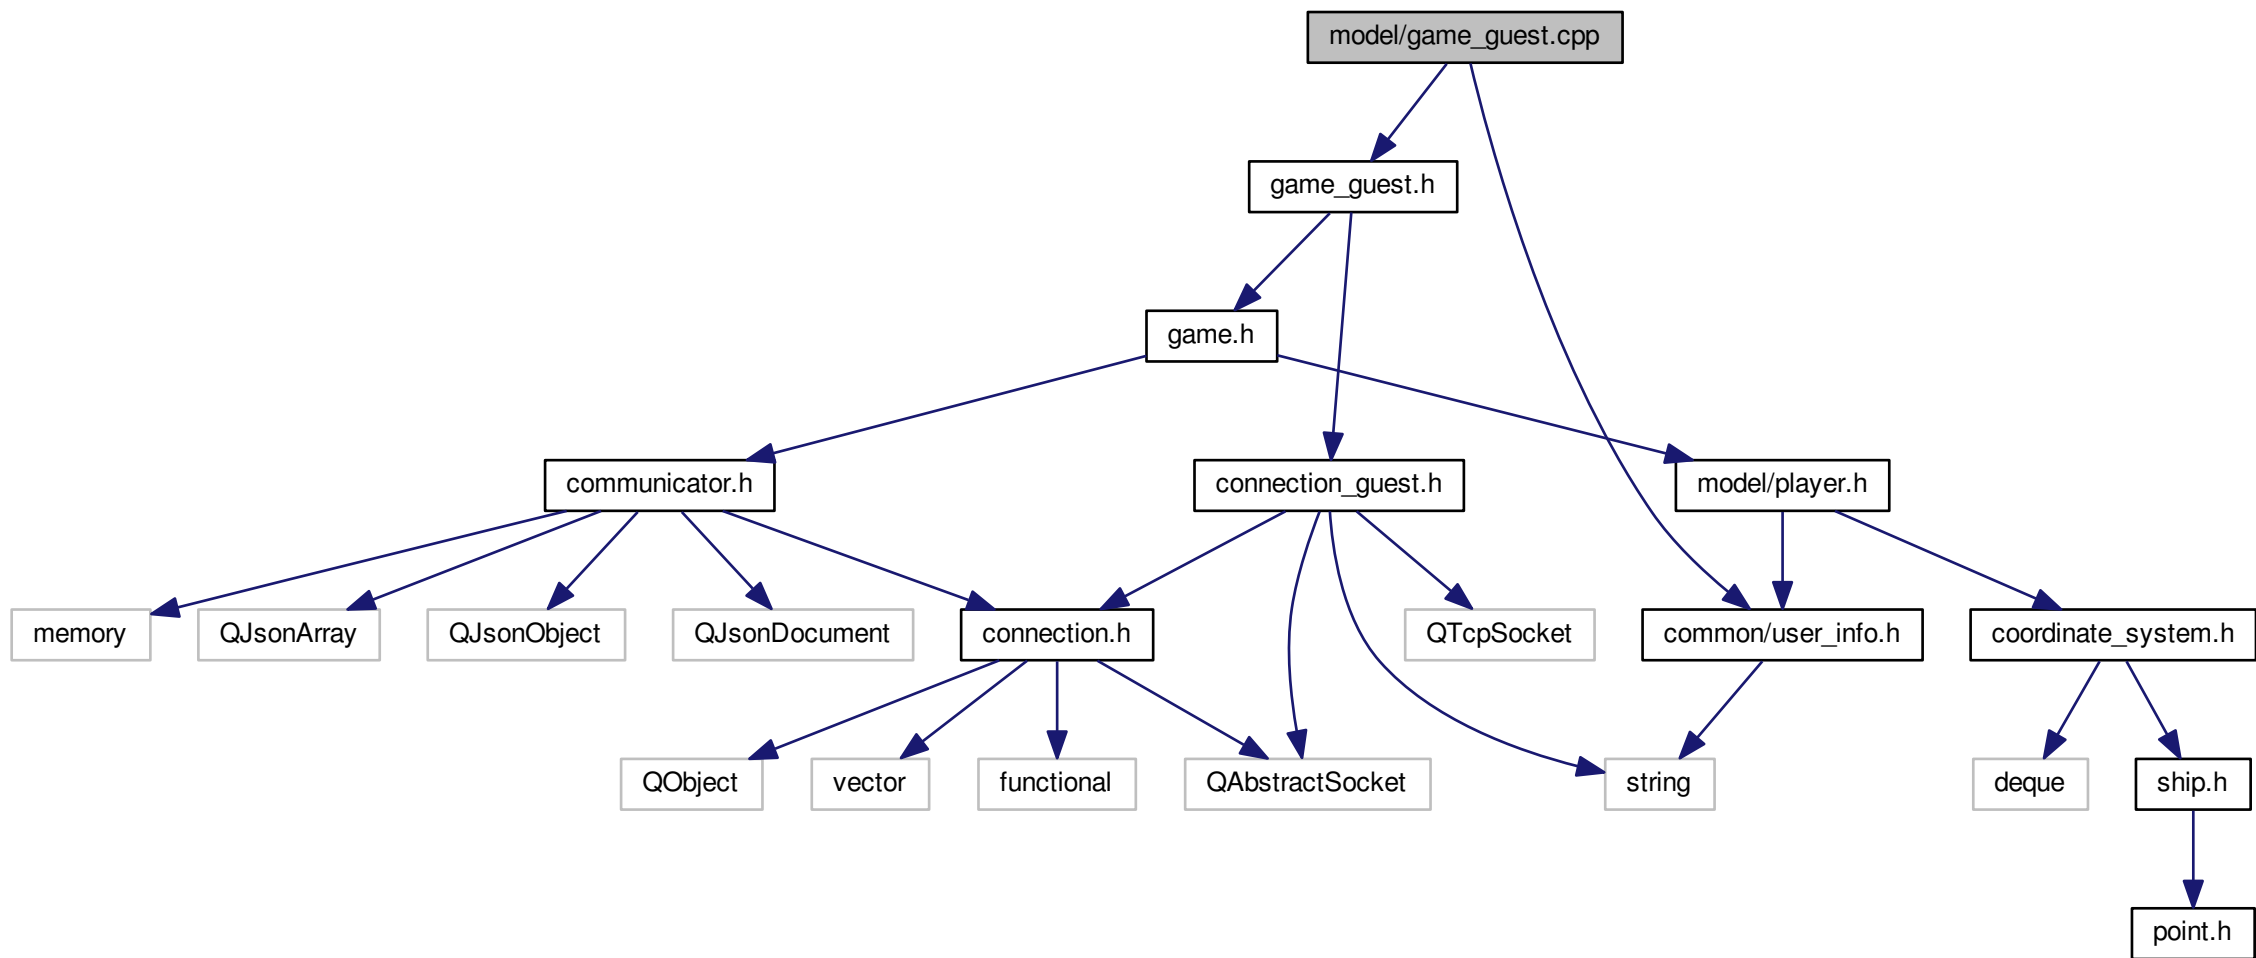 model/game_guest.cpp
game_guest.h
game.h
communicator.h
connection_guest.h
model/player.h
memory
QJsonArray
QJsonObject
QJsonDocument
connection.h
QTcpSocket
common/user_info.h
coordinate_system.h
QObject
vector
functional
QAbstractSocket
string
deque
ship.h
point.h